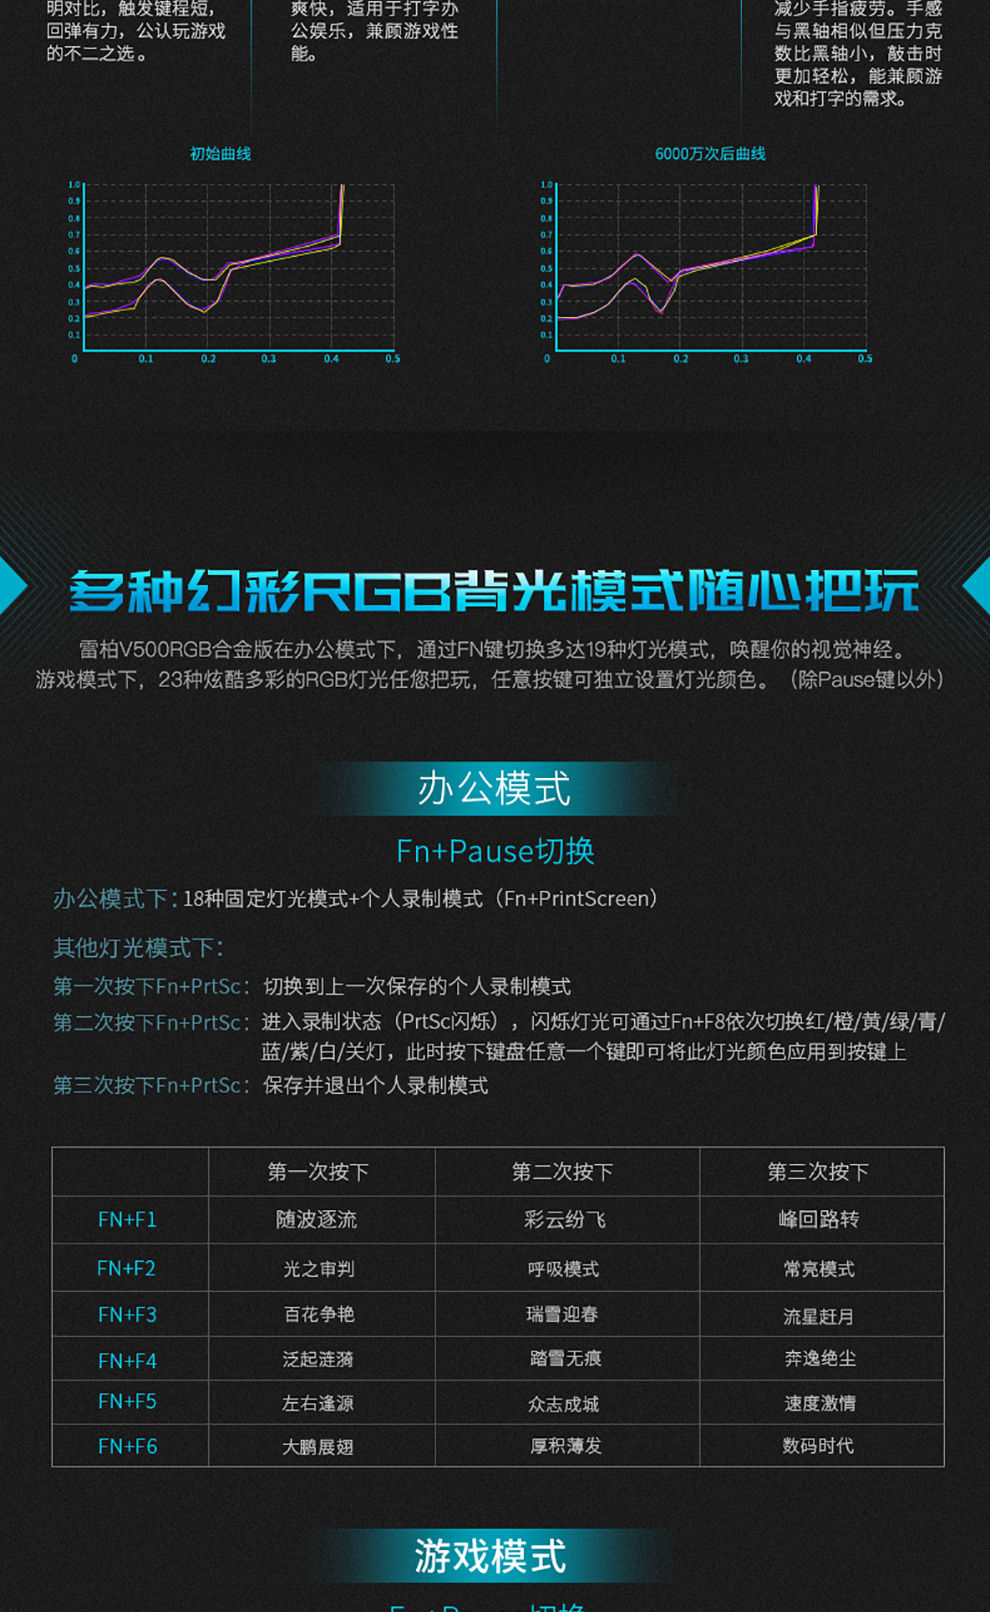 明对比，触发键程短，
回弹有力，公认玩游戏
的不二之选。
爽快，适用于打字办
公娱乐，兼顾游戏性
能。
减少手指疲劳。手感
与黑轴相似但压力克
数比黑轴小，敲击时
更加轻松，能兼顾游
戏和打字的需求。
初始曲线
1.0
0.9
0.8
0.7
0.6
0.5
0.4
0.3
0.2
0.1
0 0.1 0.2 0.3 0.4 0.5
6000万次后曲线
1.0
0.9
0.8
0.7
0.6
0.5
0.4
0.3
0.2
0.1
0 0.1 0.2 0.3 0.4 0.5
多种幻彩RGB背光模式随心把玩
雷柏V500RGB合金版在办公模式下，通过FN键切换多达19种灯光模式，唤醒你的视觉神经。
游戏模式下，23种炫酷多彩的RGB灯光任您把玩，任意按键可独立设置灯光颜色。（除Pause键以外）
办公模式
Fn+Pause切换
办公模式下：18种固定灯光模式+个人录制模式（Fn+PrintScreen）
其他灯光模式下：
第一次按下Fn+PrtSc：切换到上一次保存的个人录制模式
第二次按下Fn+PrtSc：进入录制状态（PrtSc闪烁），闪烁灯光可通过Fn+F8依次切换红/橙/黄/绿/青/
蓝/紫/白/关灯，此时按下键盘任意一个键即可将此灯光颜色应用到按键上
第三次按下Fn+PrtSc：保存并退出个人录制模式
第一次按下 第二次按下 第三次按下
FN+F1 随波逐流 彩云纷飞 峰回路转
FN+F2 光之审判 呼吸模式 常亮模式
FN+F3 百花争艳 瑞雪迎春 流星赶月
FN+F4 泛起涟漪 踏雪无痕 奔逸绝尘
FN+F5 左右逢源 众志成城 速度激情
FN+F6 大鹏展翅 厚积薄发 数码时代
游戏模式
Fn+Pause切换